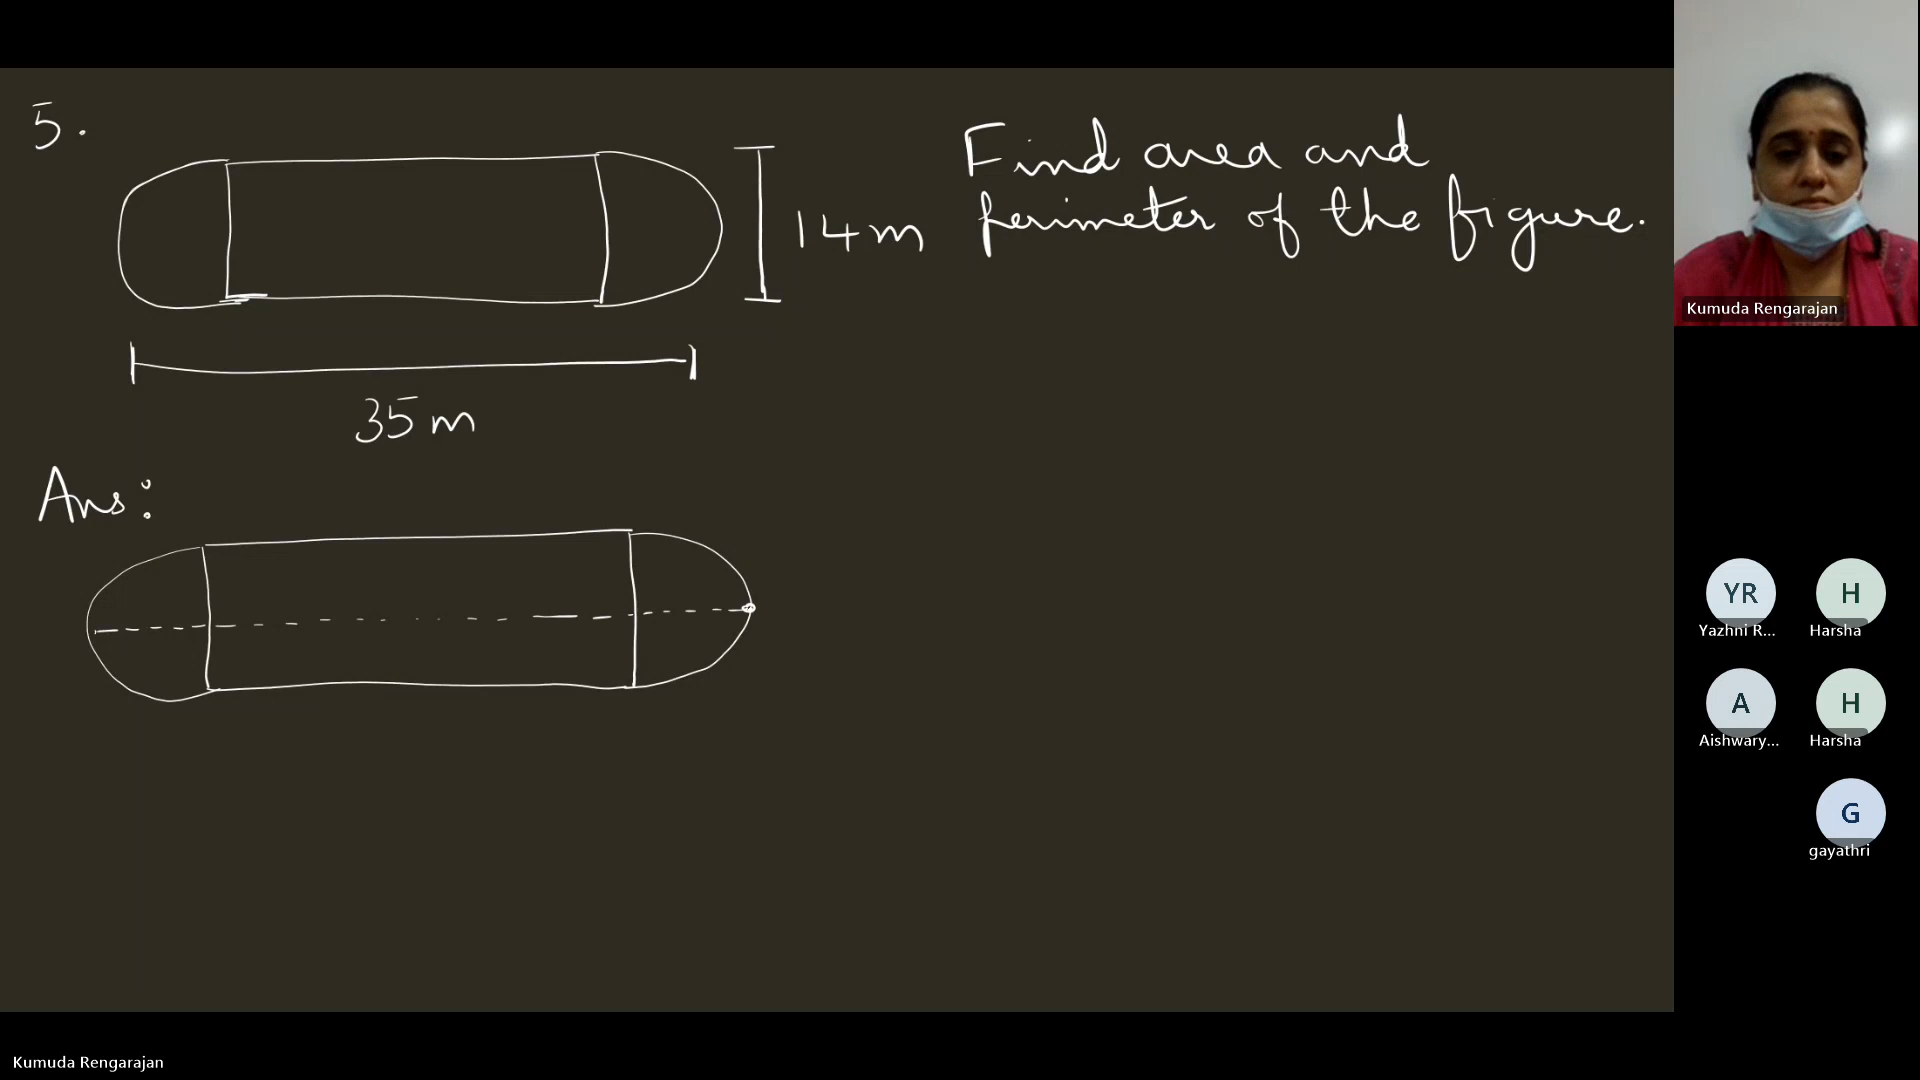 5.
Find area and
perimeter of the figure.
14m
35m
Ans:
Kumuda Rengarajan
YR
H
Yazhni R...
Harsha
A
H
Aishwary...
Harsha
G
gayathri
Kumuda Rengarajan